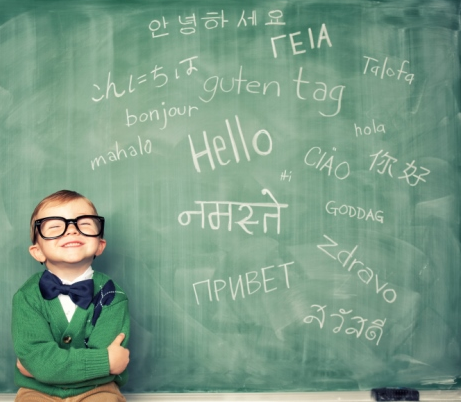 안녕하세요
ΓΕΙΑ
Talofa
こんにちは
guten tag
bonjour
hola
mahalo
Hello
CIAO
你好
Hi
नमस्ते
GODDAG
Zdravo
ПРИВЕТ
สวัสดี